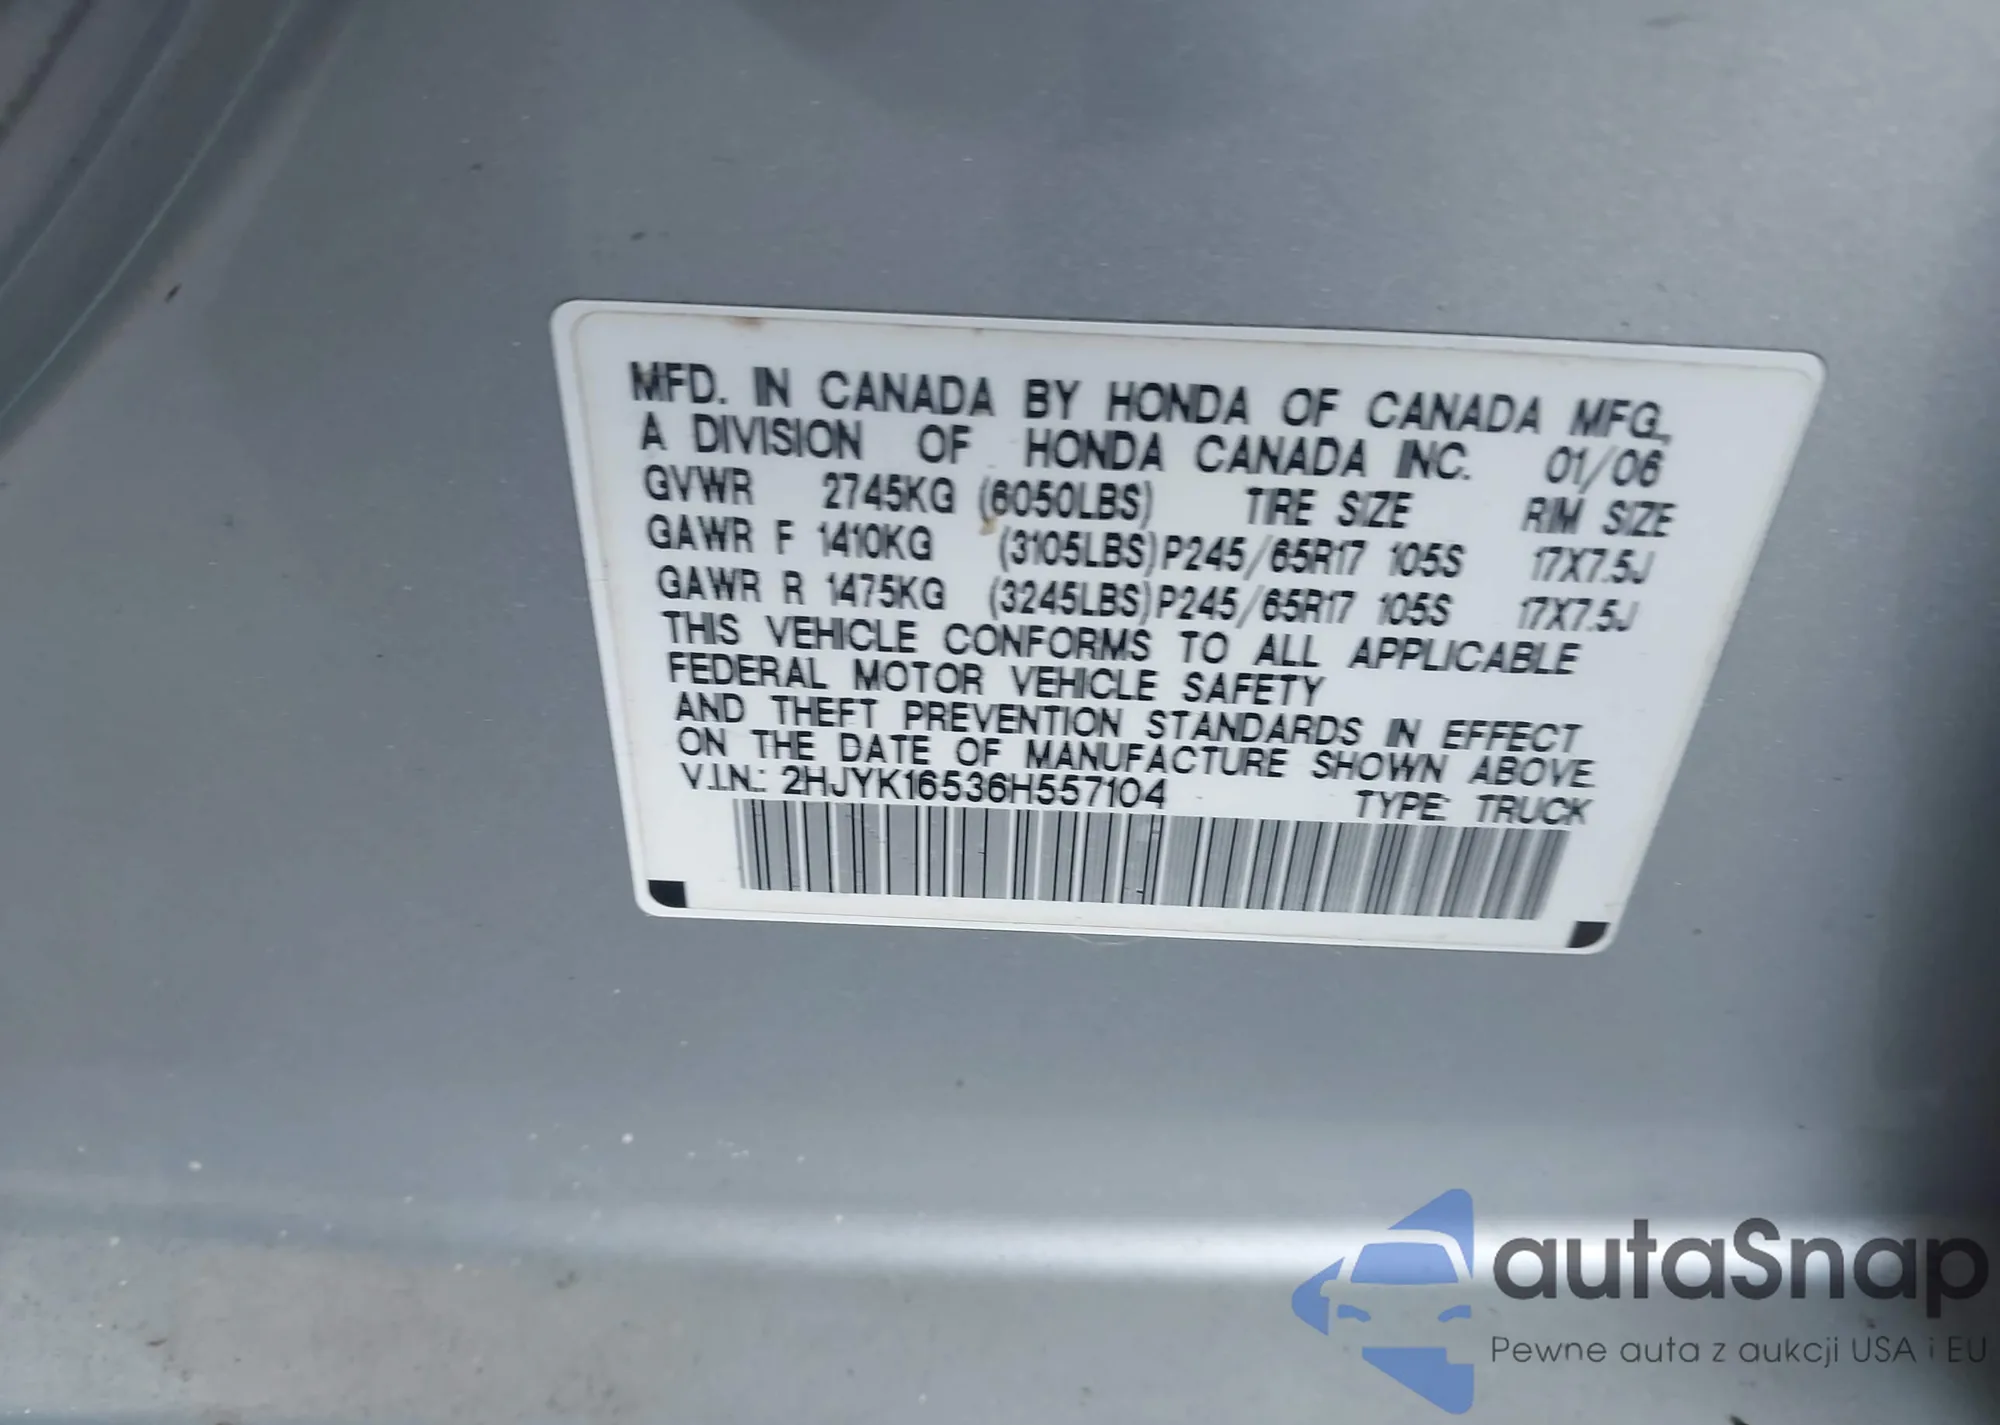 MFD. IN CANADA BY HONDA OF CANADA MFG.,
A DIVISION OF HONDA CANADA INC. 01/06
GVWR 2745KG (6050LBS) TIRE SIZE RIM SIZE
GAWR F 1410KG (3105LBS)P245/65R17 105S 17X7.5J
GAWR R 1475KG (3245LBS)P245/65R17 105S 17X7.5J
THIS VEHICLE CONFORMS TO ALL APPLICABLE
FEDERAL MOTOR VEHICLE SAFETY
AND THEFT PREVENTION STANDARDS IN EFFECT
ON THE DATE OF MANUFACTURE SHOWN ABOVE.
V.I.N.: 2HJYK16536H557104 TYPE: TRUCK
autaSnap
Pewne auta z aukcji USA i EU